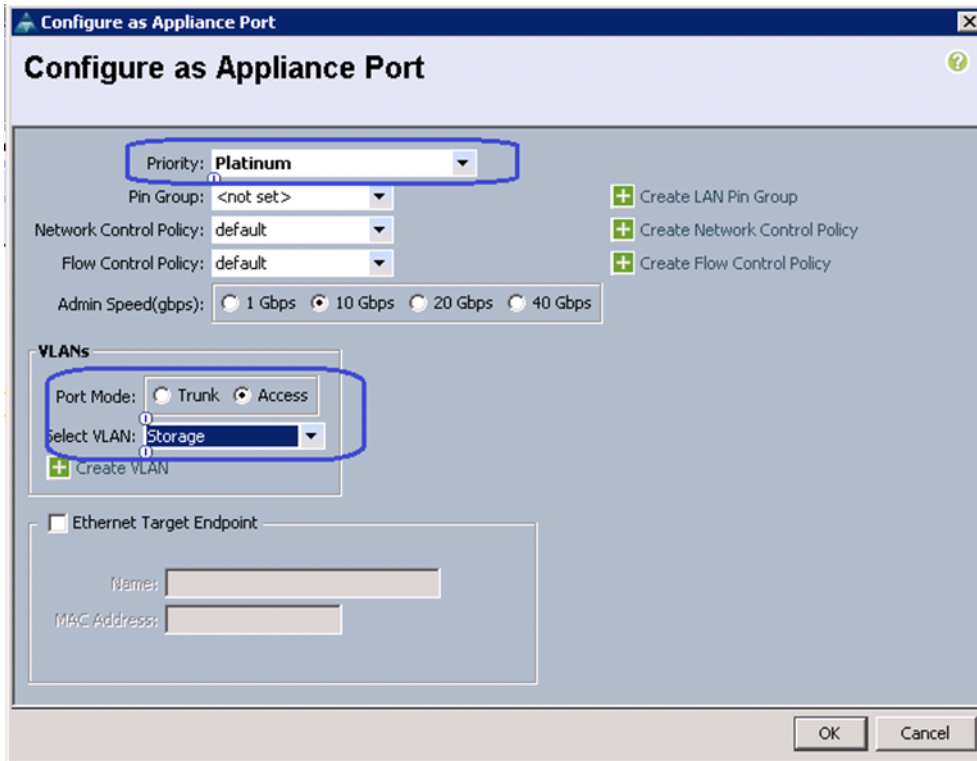 Configure as Appliance Port
Configure as Appliance Port
Priority: Platinum
Pin Group: <not set>
Create LAN Pin Group
Network Control Policy: default
Create Network Control Policy
Flow Control Policy: default
Create Flow Control Policy
Admin Speed(gbps): 1 Gbps 10 Gbps 20 Gbps 40 Gbps
VLANs
Port Mode: Trunk Access
Select VLAN: Storage
Create VLAN
Ethernet Target Endpoint
Name:
MAC Address:
OK Cancel